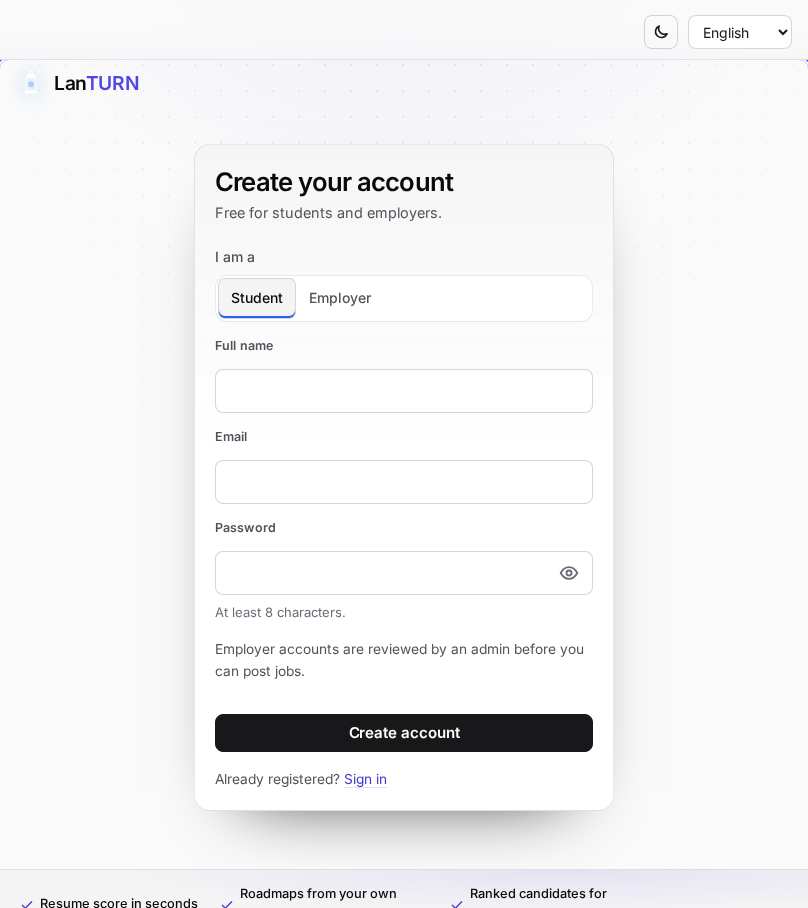 English
LanTURN
Create your account
Free for students and employers.
I am a
Student Employer
Full name
Email
Password
At least 8 characters.
Employer accounts are reviewed by an admin before you
can post jobs.
Create account
Already registered? Sign in
Resume score in seconds
Roadmaps from your own
Ranked candidates for